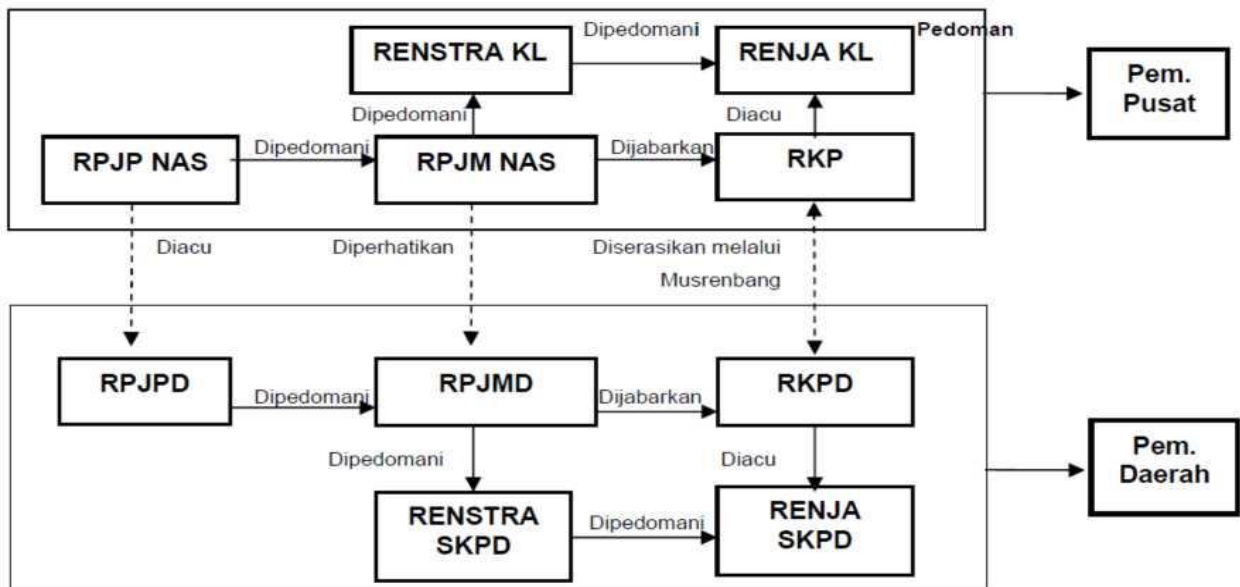 Dipedomani
Pedoman
RENSTRA KL
RENJA KL
Pem.
Pusat
Dipedomani
Diacu
RPJP NAS
Dipedomani
RPJM NAS
Dijabarkan
RKP
Diacu
Diperhatikan
Diserasikan melalui
Musrenbang
RPJPD
Dipedomani
RPJMD
Dijabarkan
RKPD
Pem.
Daerah
Dipedomani
Diacu
RENSTRA
SKPD
Dipedomani
RENJA
SKPD